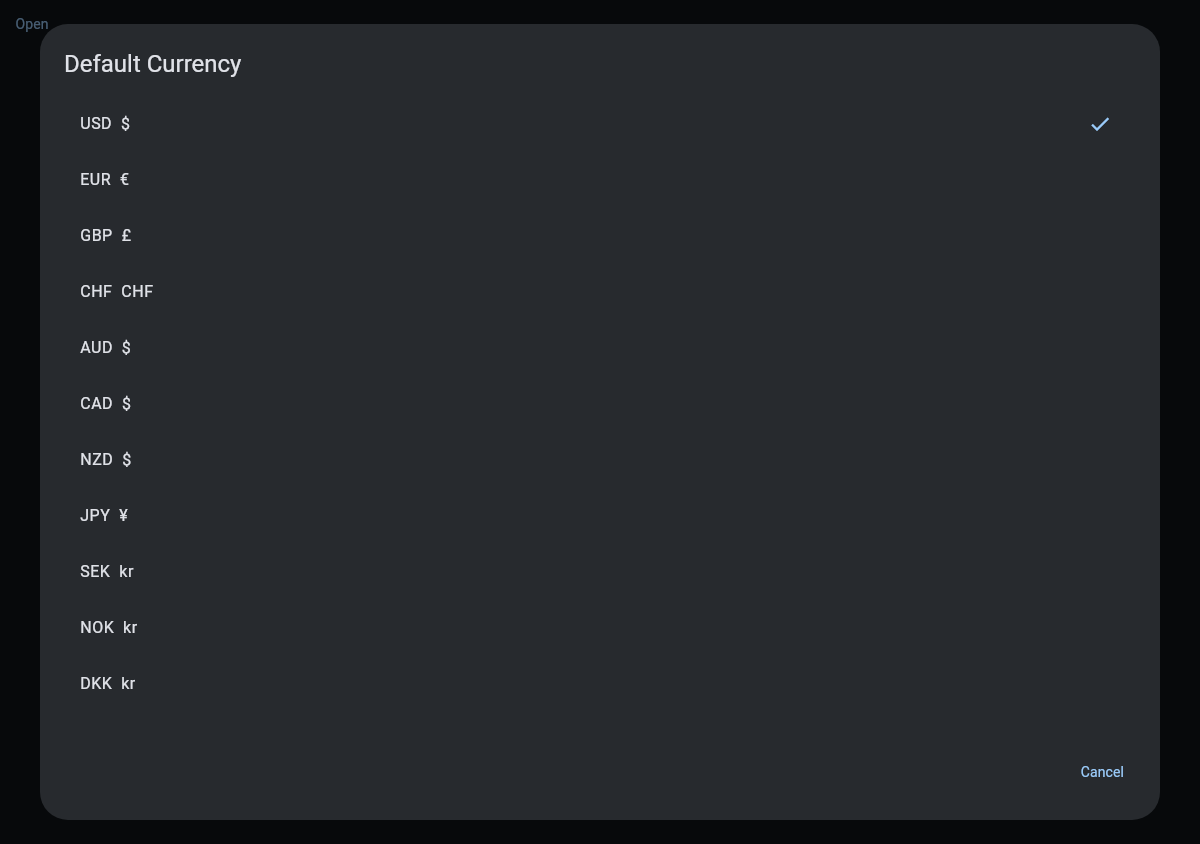 Open
Default Currency
USD $
EUR €
GBP £
CHF CHF
AUD $
CAD $
NZD $
JPY ¥
SEK kr
NOK kr
DKK kr
Cancel